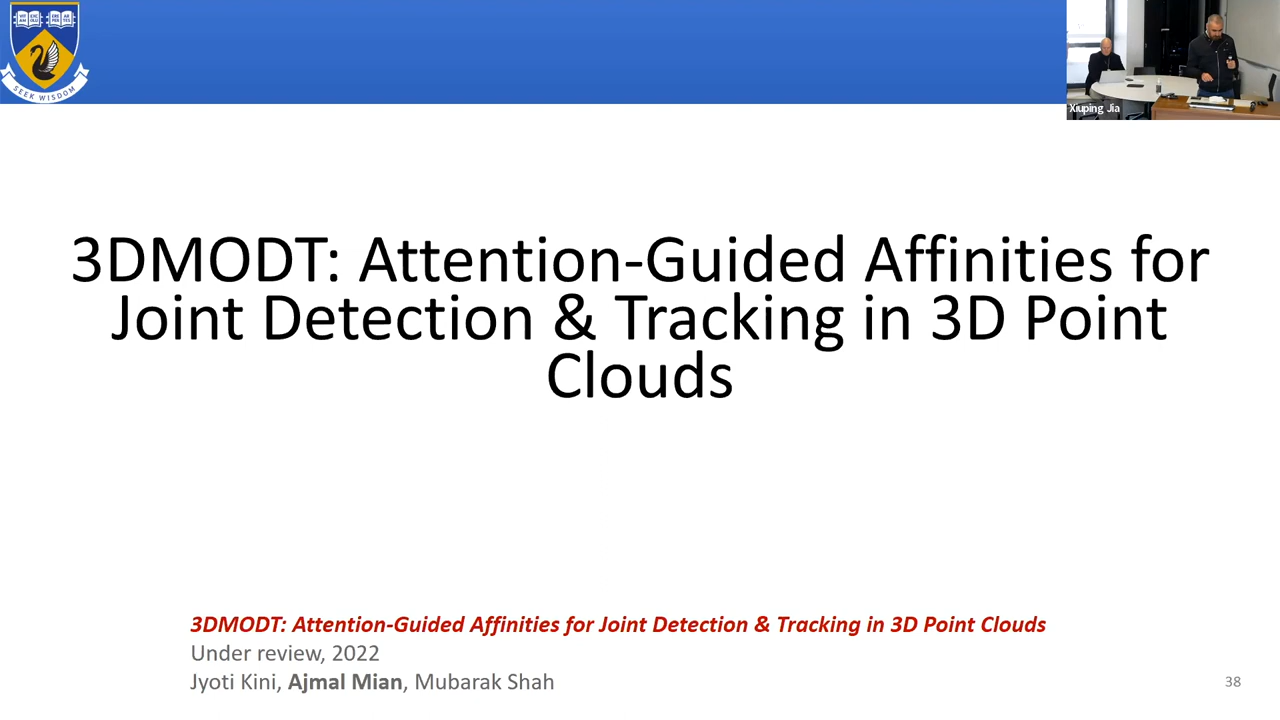 SEEK WISDOM
Xiuping Jia
3DMODT: Attention-Guided Affinities for
Joint Detection & Tracking in 3D Point
Clouds
3DMODT: Attention-Guided Affinities for Joint Detection & Tracking in 3D Point Clouds
Under review, 2022
Jyoti Kini, Ajmal Mian, Mubarak Shah
38